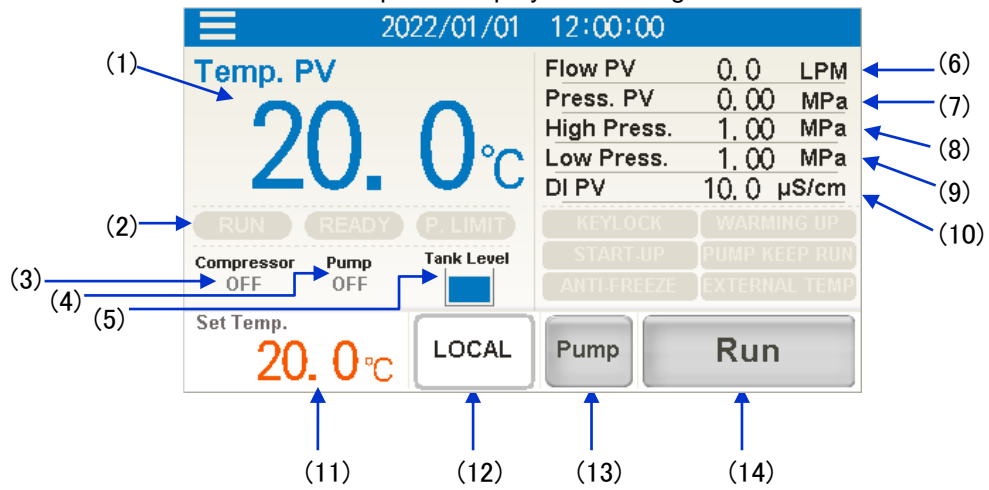 2022/01/01 12:00:00
(1)
Temp. PV
20.0℃
Flow PV 0.0 LPM
(6)
Press. PV 0.00 MPa
(7)
High Press. 1.00 MPa
(8)
Low Press. 1.00 MPa
(9)
DI PV 10.0 µS/cm
(10)
(2)
RUN READY P. LIMIT
KEYLOCK WARMING UP
START-UP PUMP KEEP RUN
ANTI-FREEZE EXTERNAL TEMP
(3)
Compressor
OFF
(4)
Pump
OFF
(5)
Tank Level
Set Temp.
20.0℃
LOCAL
Pump
Run
(11) (12) (13) (14)